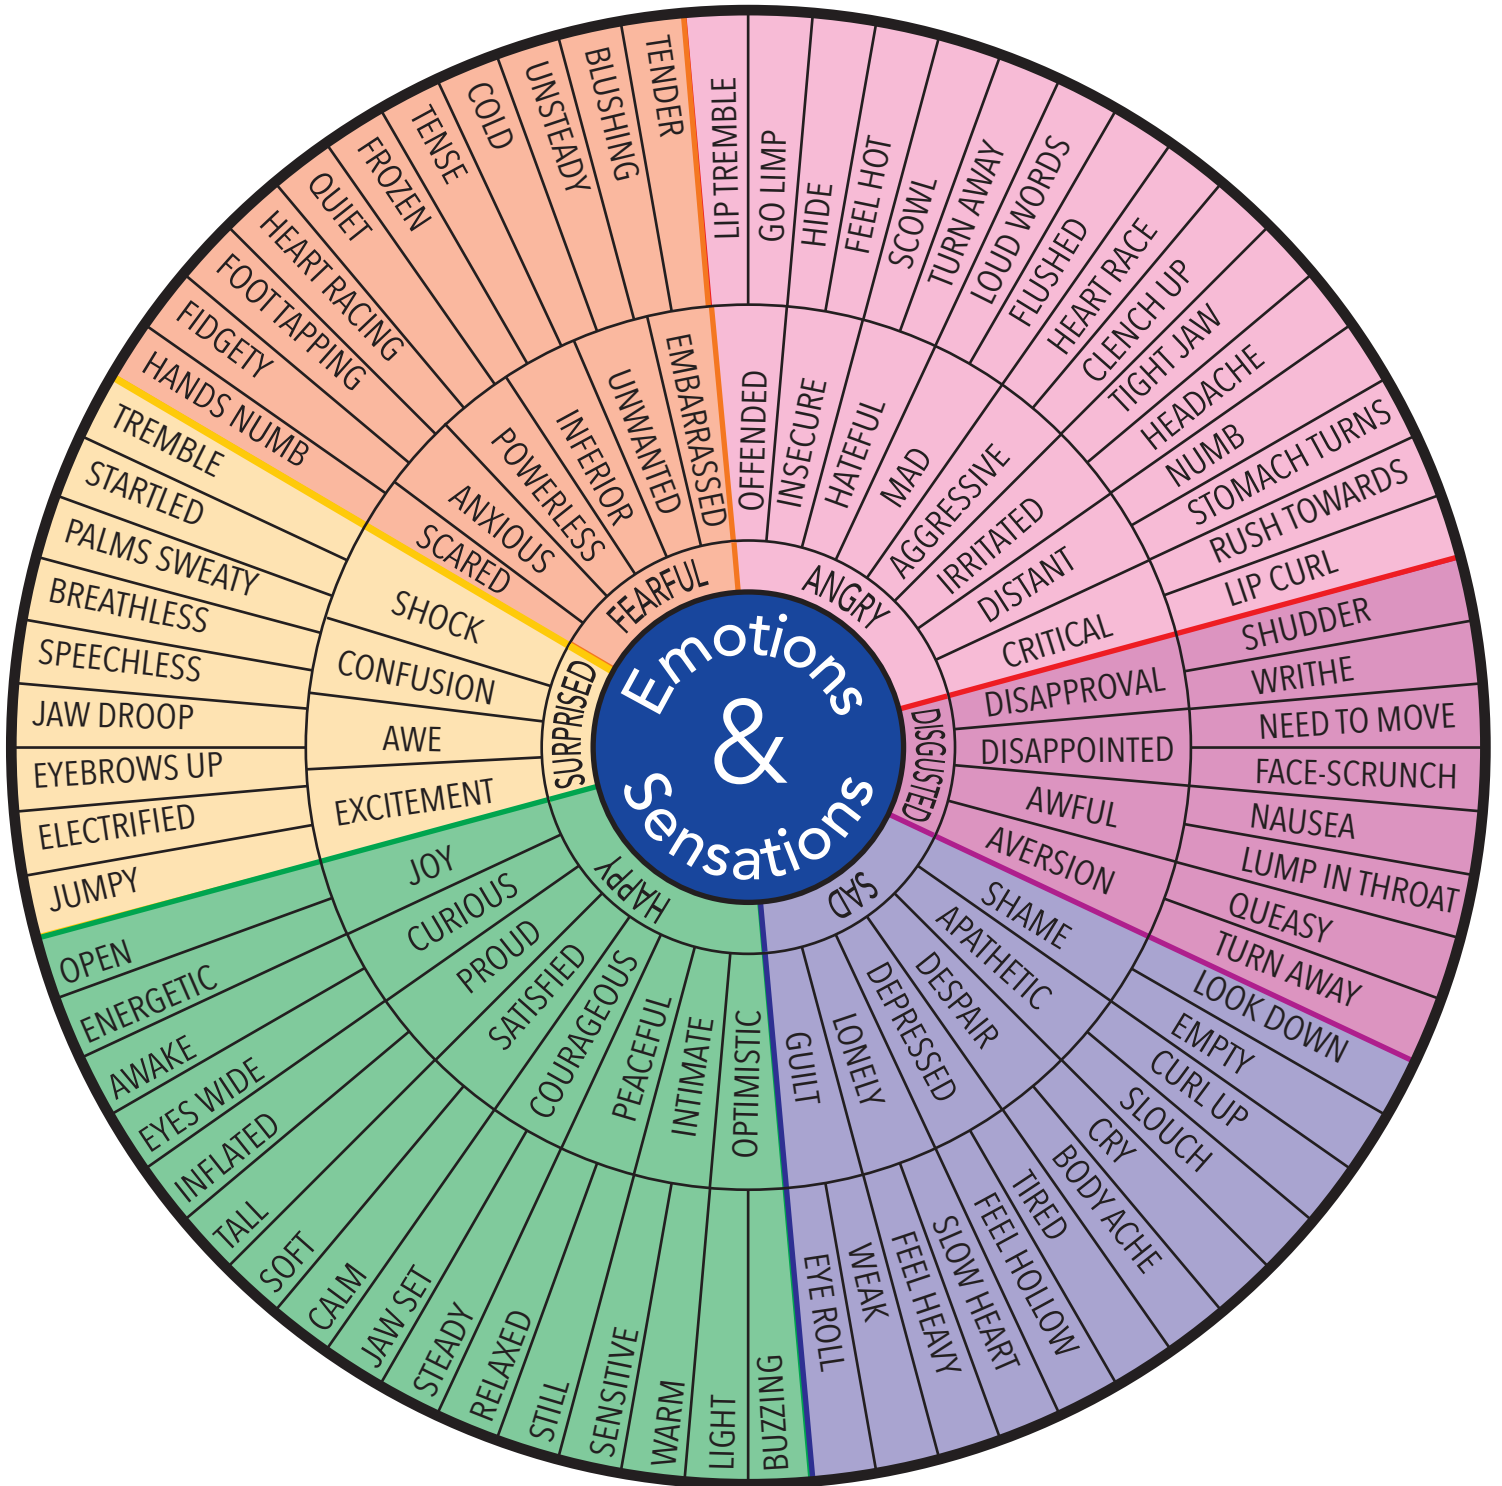 Emotions
&
Sensations
ANGRY
OFFENDED
INSECURE
HATEFUL
MAD
AGGRESSIVE
IRRITATED
DISTANT
CRITICAL
LIP TREMBLE
GO LIMP
HIDE
FEEL HOT
SCOWL
TURN AWAY
LOUD WORDS
FLUSHED
HEART RACE
CLENCH UP
TIGHT JAW
HEADACHE
NUMB
STOMACH TURNS
RUSH TOWARDS
LIP CURL
DISGUSTED
DISAPPROVAL
DISAPPOINTED
AWFUL
AVERSION
SHUDDER
WRITHE
NEED TO MOVE
FACE-SCRUNCH
NAUSEA
LUMP IN THROAT
QUEASY
TURN AWAY
SAD
SHAME
APATHETIC
DESPAIR
DEPRESSED
LONELY
GUILT
LOOK DOWN
EMPTY
CURL UP
SLOUCH
CRY
BODY ACHE
TIRED
FEEL HOLLOW
SLOW HEART
FEEL HEAVY
WEAK
EYE ROLL
HAPPY
OPTIMISTIC
INTIMATE
PEACEFUL
COURAGEOUS
SATISFIED
PROUD
CURIOUS
JOY
BUZZING
LIGHT
WARM
SENSITIVE
STILL
RELAXED
STEADY
JAW SET
CALM
SOFT
TALL
INFLATED
EYES WIDE
AWAKE
ENERGETIC
OPEN
SURPRISED
EXCITEMENT
AWE
CONFUSION
SHOCK
JUMPY
ELECTRIFIED
EYEBROWS UP
JAW DROOP
SPEECHLESS
BREATHLESS
PALMS SWEATY
STARTLED
TREMBLE
FEARFUL
SCARED
ANXIOUS
POWERLESS
INFERIOR
UNWANTED
EMBARRASSED
HANDS NUMB
FIDGETY
FOOT TAPPING
HEART RACING
QUIET
FROZEN
TENSE
COLD
UNSTEADY
BLUSHING
TENDER